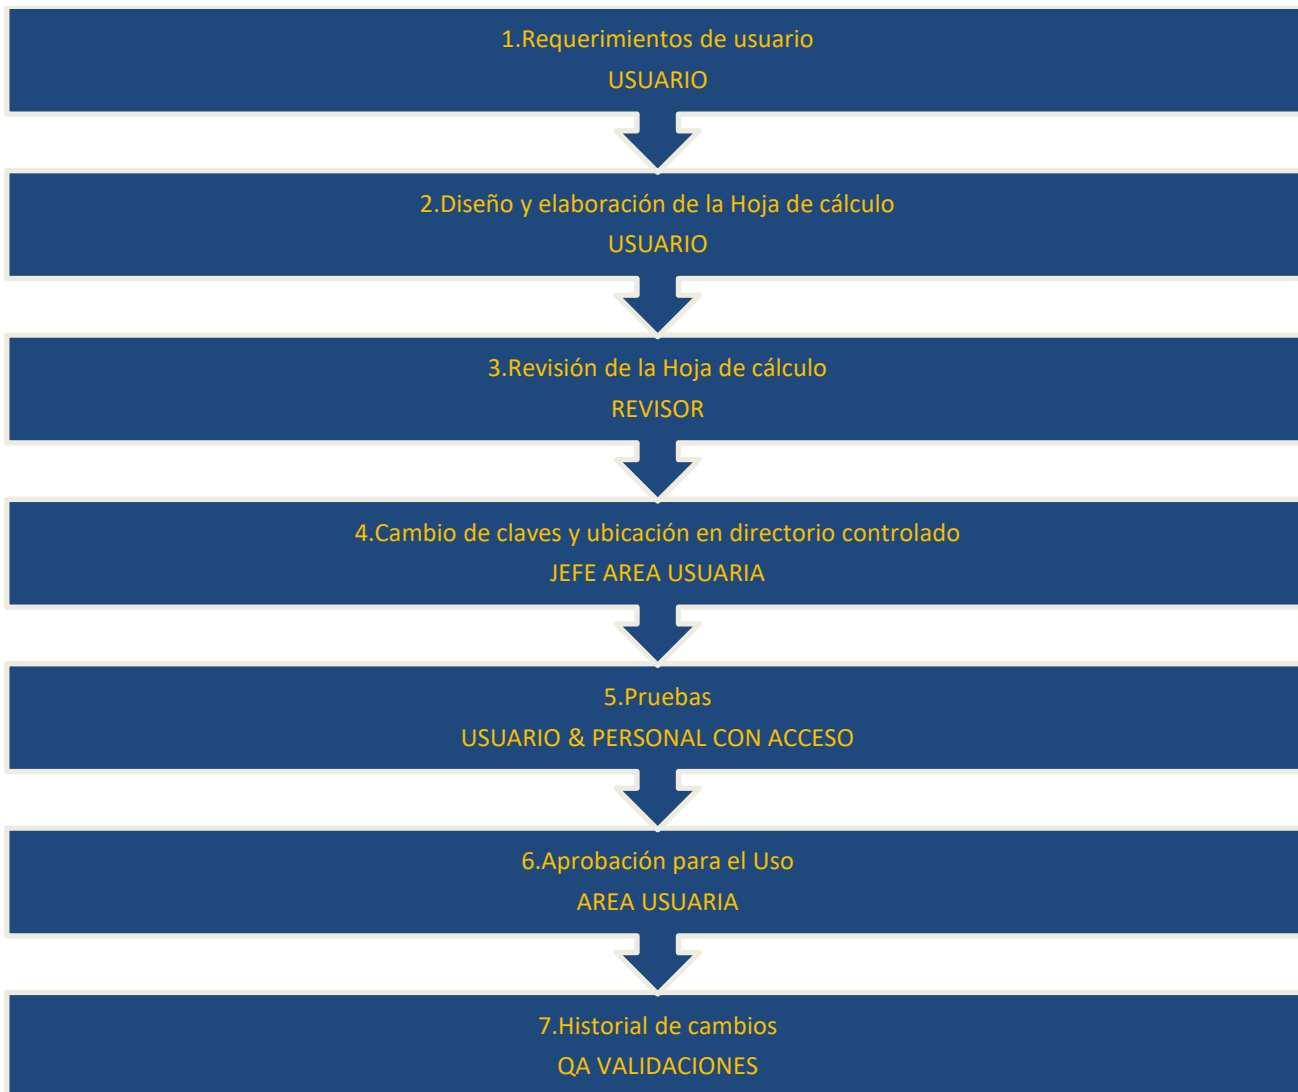 1.Requerimientos de usuario
USUARIO
2.Diseño y elaboración de la Hoja de cálculo
USUARIO
3.Revisión de la Hoja de cálculo
REVISOR
4.Cambio de claves y ubicación en directorio controlado
JEFE AREA USUARIA
5.Pruebas
USUARIO & PERSONAL CON ACCESO
6.Aprobación para el Uso
AREA USUARIA
7.Historial de cambios
QA VALIDACIONES